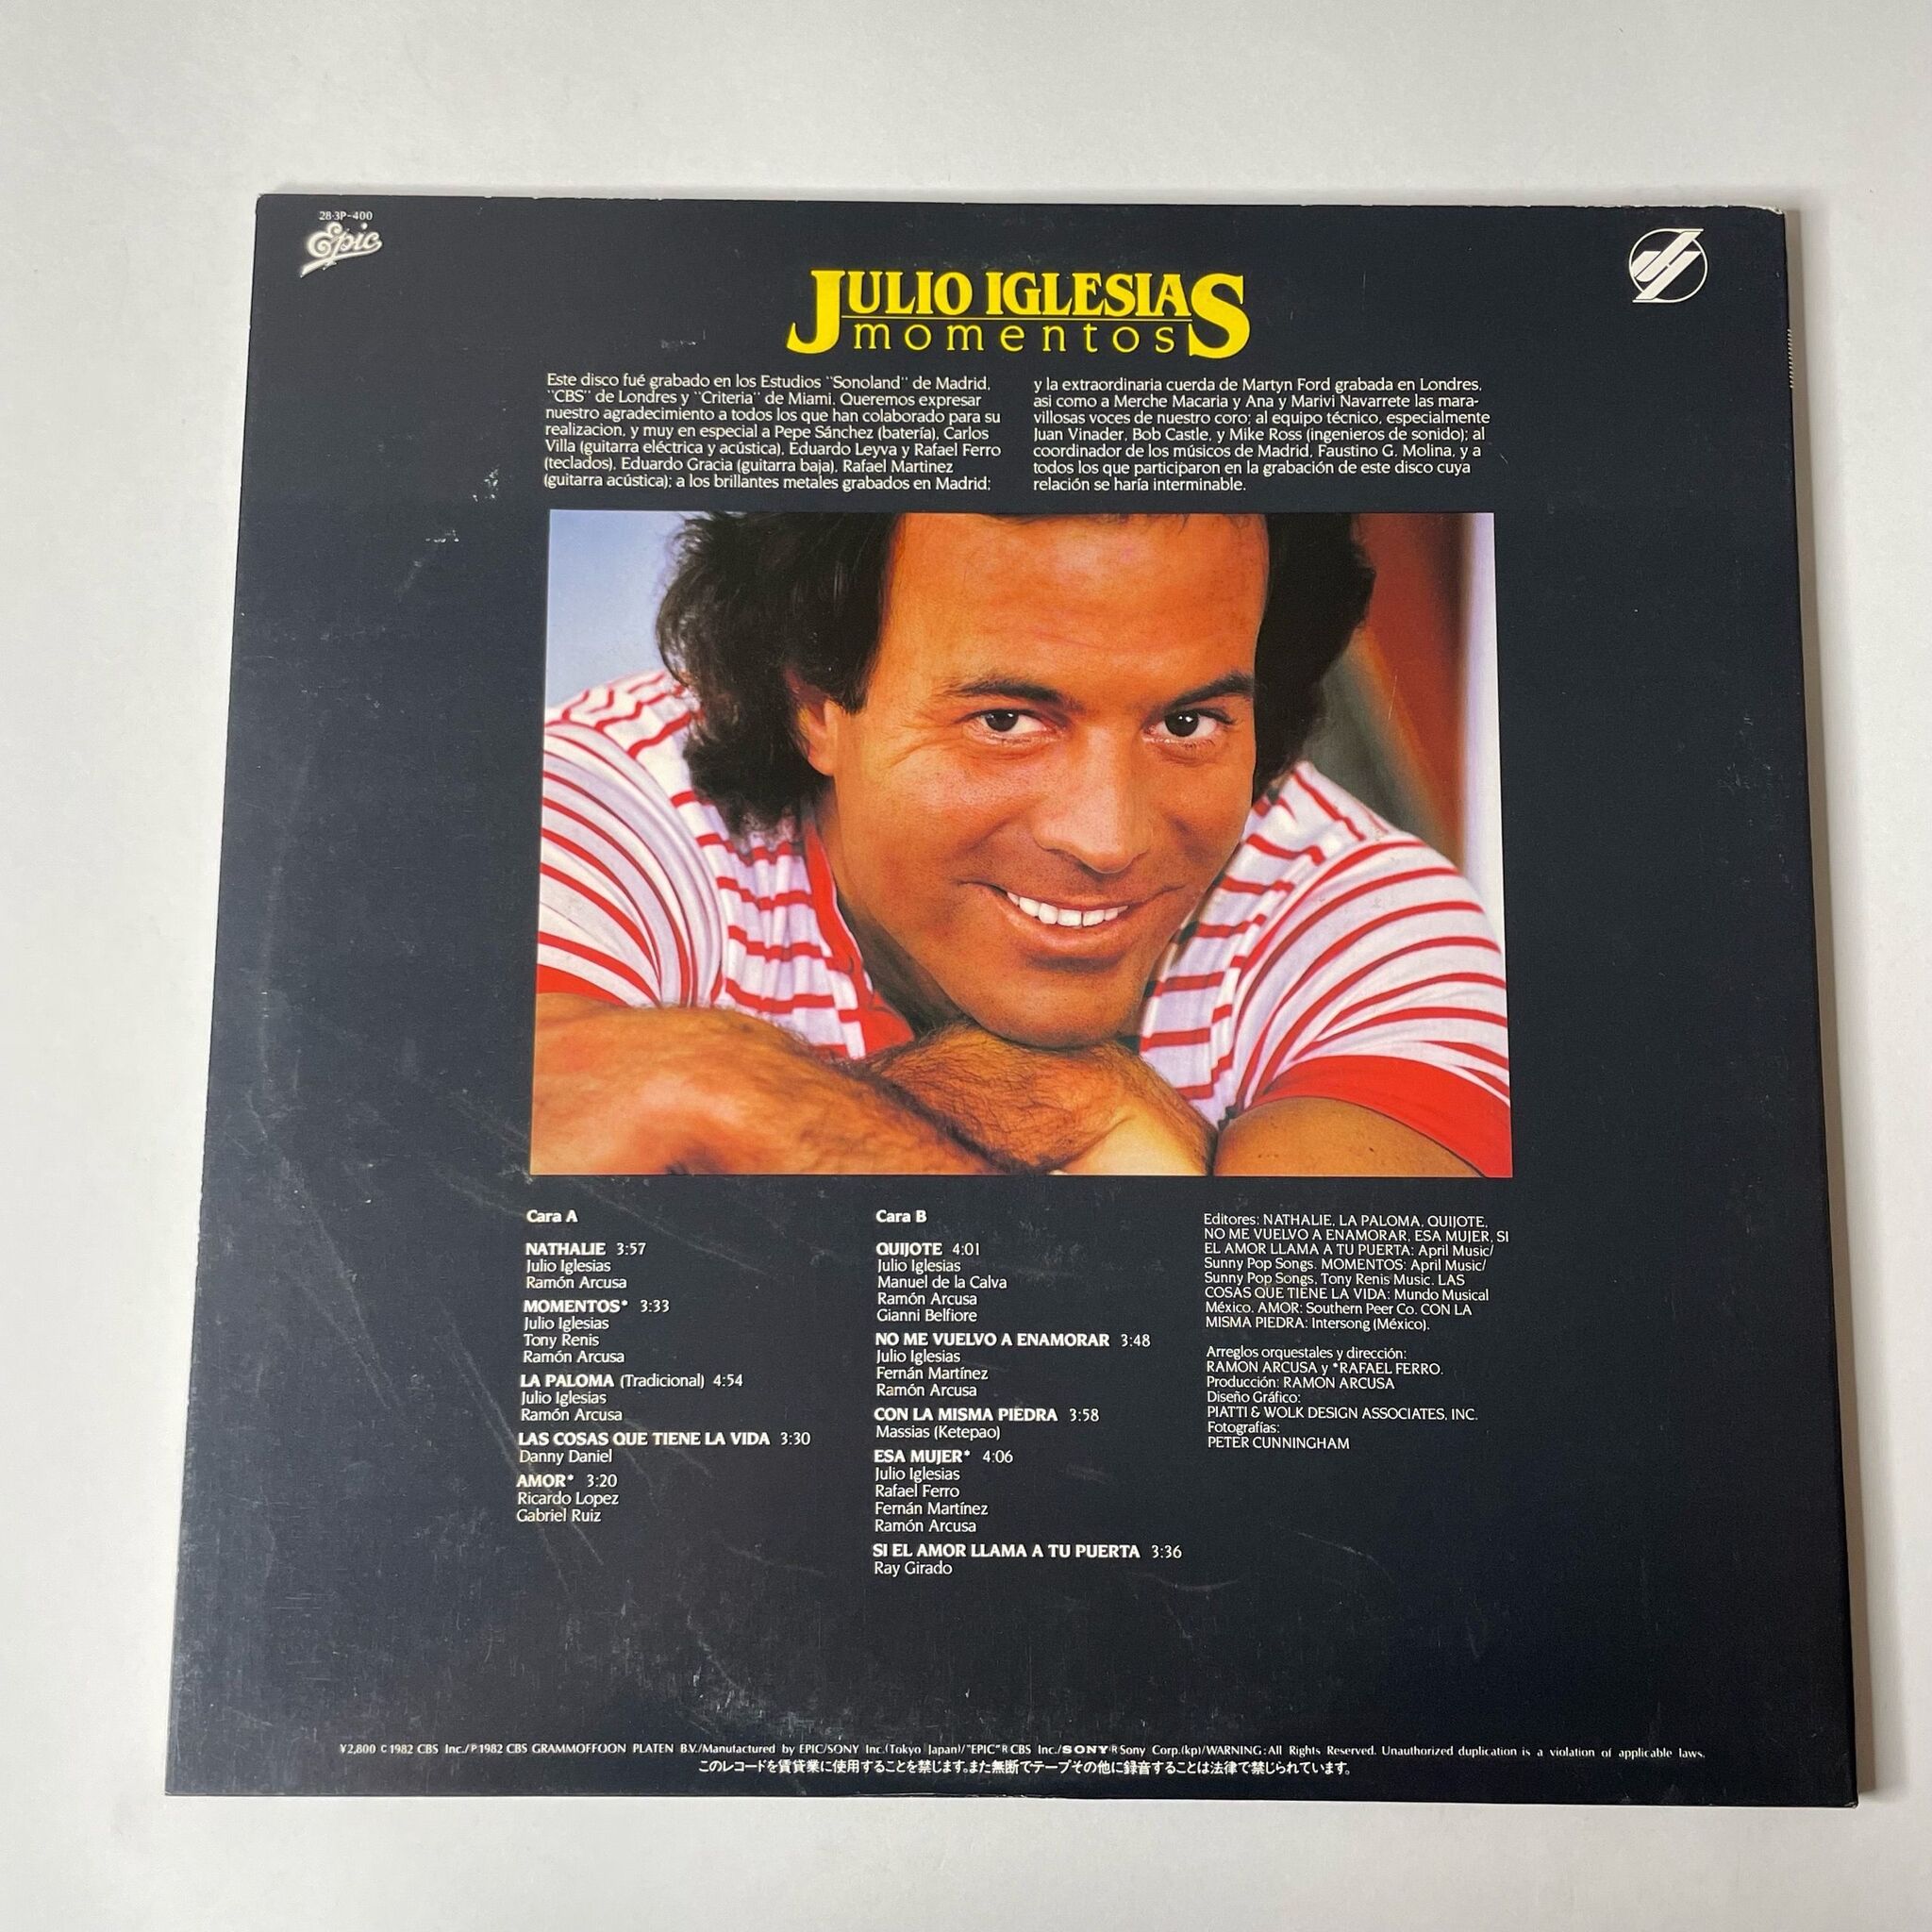 28·3P-400
Epic
JULIO IGLESIAS
momentos
Este disco fué grabado en los Estudios "Sonoland" de Madrid,
"CBS" de Londres y "Criteria" de Miami. Queremos expresar
nuestro agradecimiento a todos los que han colaborado para su
realizacion, y muy en especial a Pepe Sánchez (batería), Carlos
Villa (guitarra eléctrica y acústica), Eduardo Leyva y Rafael Ferro
(teclados), Eduardo Gracia (guitarra baja), Rafael Martinez
(guitarra acústica); a los brillantes metales grabados en Madrid;
y la extraordinaria cuerda de Martyn Ford grabada en Londres,
asi como a Merche Macaria y Ana y Marivi Navarrete las mara-
villosas voces de nuestro coro; al equipo técnico, especialmente
Juan Vinader, Bob Castle, y Mike Ross (ingenieros de sonido); al
coordinador de los músicos de Madrid, Faustino G. Molina, y a
todos los que participaron en la grabación de este disco cuya
relación se haría interminable.
Cara A
NATHALIE 3:57
Julio Iglesias
Ramón Arcusa
MOMENTOS* 3:33
Julio Iglesias
Tony Renis
Ramón Arcusa
LA PALOMA (Tradicional) 4:54
Julio Iglesias
Ramón Arcusa
LAS COSAS QUE TIENE LA VIDA 3:30
Danny Daniel
AMOR* 3:20
Ricardo Lopez
Gabriel Ruiz
Cara B
QUIJOTE 4:01
Julio Iglesias
Manuel de la Calva
Ramón Arcusa
Gianni Belfiore
NO ME VUELVO A ENAMORAR 3:48
Julio Iglesias
Fernán Martínez
Ramón Arcusa
CON LA MISMA PIEDRA 3:58
Massias (Ketepao)
ESA MUJER* 4:06
Julio Iglesias
Rafael Ferro
Fernán Martínez
Ramón Arcusa
SI EL AMOR LLAMA A TU PUERTA 3:36
Ray Girado
Editores: NATHALIE, LA PALOMA, QUIJOTE,
NO ME VUELVO A ENAMORAR, ESA MUJER, SI
EL AMOR LLAMA A TU PUERTA: April Music/
Sunny Pop Songs. MOMENTOS: April Music/
Sunny Pop Songs, Tony Renis Music. LAS
COSAS QUE TIENE LA VIDA: Mundo Musical
México. AMOR: Southern Peer Co. CON LA
MISMA PIEDRA: Intersong (México).
Arreglos orquestales y dirección:
RAMON ARCUSA y *RAFAEL FERRO.
Producción: RAMON ARCUSA
Diseño Gráfico:
PIATTI & WOLK DESIGN ASSOCIATES, INC.
Fotografías:
PETER CUNNINGHAM
¥2,800 ©1982 CBS Inc./℗1982 CBS GRAMMOFFOON PLATEN B.V./Manufactured by EPIC/SONY Inc.(Tokyo Japan)/"EPIC"® CBS Inc./SONY® Sony Corp.(kp)/WARNING:All Rights Reserved. Unauthorized duplication is a violation of applicable laws.
このレコードを賃貸業に使用することを禁じます。また無断でテープその他に録音することは法律で禁じられています。